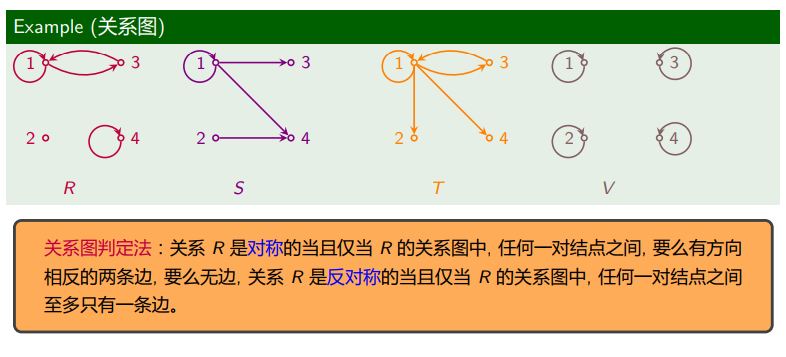 Example (关系图)
1 3 1 3 1 3 1 3
2 4 2 4 2 4 2 4
R S T V
关系图判定法：关系 R 是对称的当且仅当 R 的关系图中, 任何一对结点之间, 要么有方向
相反的两条边, 要么无边, 关系 R 是反对称的当且仅当 R 的关系图中, 任何一对结点之间
至多只有一条边。